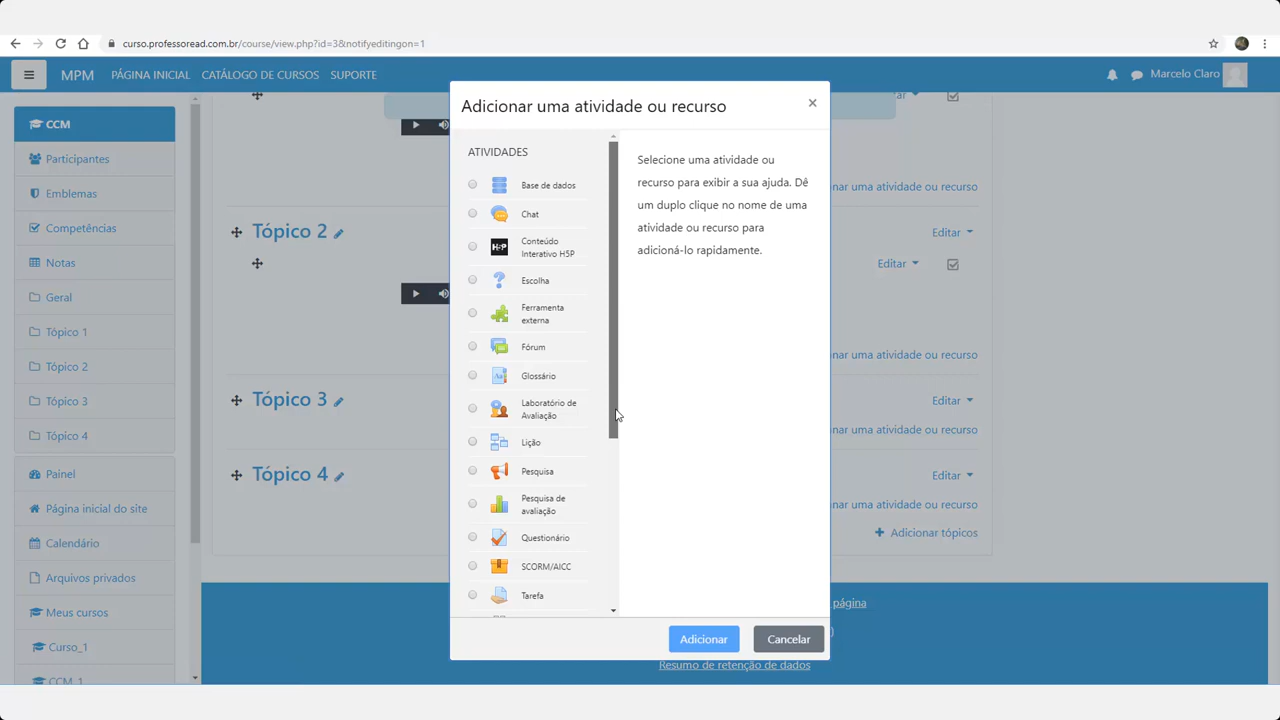 curso.professoread.com.br/course/view.php?id=3&notifyeditingon=1
MPM PÁGINA INICIAL CATÁLOGO DE CURSOS SUPORTE Marcelo Claro
CCM
Participantes
Emblemas
Competências
Notas
Geral
Tópico 1
Tópico 2
Tópico 3
Tópico 4
Painel
Página inicial do site
Calendário
Arquivos privados
Meus cursos
Curso_1
CCM_1
Tópico 2
Tópico 3
Tópico 4
Adicionar uma atividade ou recurso
×
ATIVIDADES
Base de dados
Chat
H5P
Conteúdo
Interativo H5P
Escolha
Ferramenta
externa
Fórum
Glossário
Laboratório de
Avaliação
Lição
Pesquisa
Pesquisa de
avaliação
Questionário
SCORM/AICC
Tarefa
Selecione uma atividade ou
recurso para exibir a sua ajuda. Dê
um duplo clique no nome de uma
atividade ou recurso para
adicioná-lo rapidamente.
Adicionar Cancelar
ar
nar uma atividade ou recurso
Editar
Editar
nar uma atividade ou recurso
Editar
nar uma atividade ou recurso
Editar
nar uma atividade ou recurso
Adicionar tópicos
página
Resumo de retenção de dados